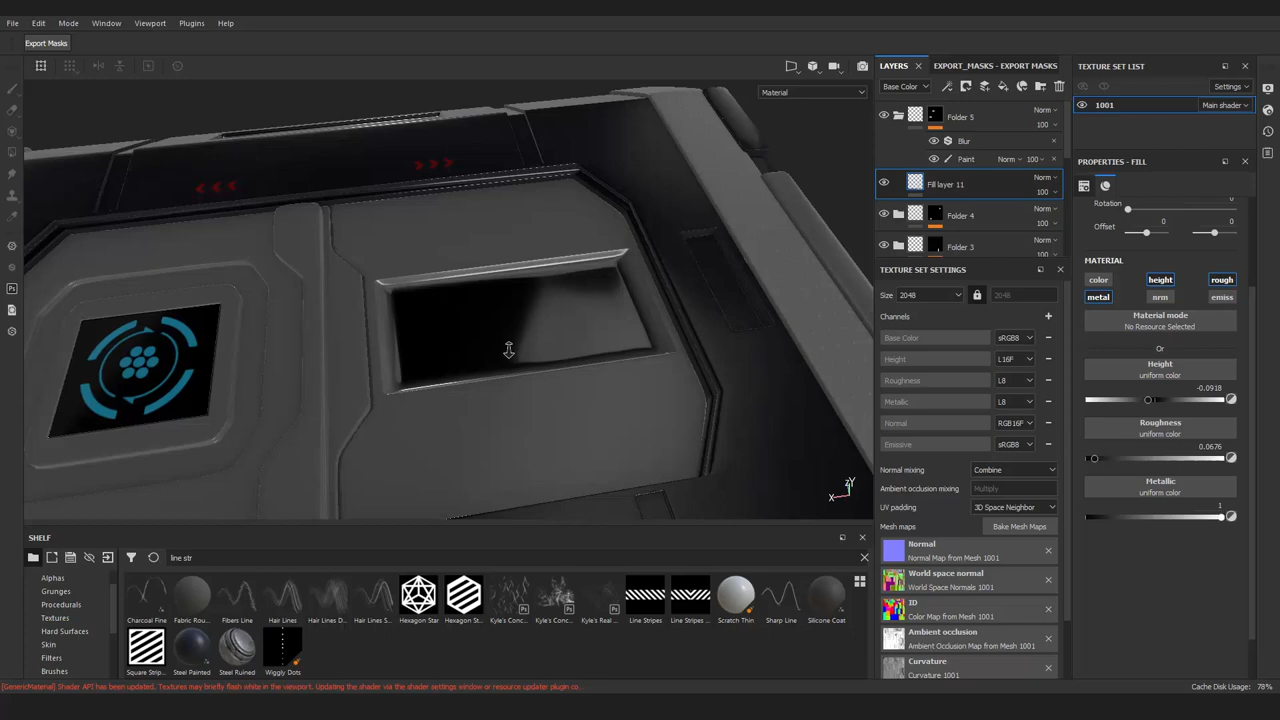 File Edit Mode Window Viewport Plugins Help
Export Masks
Material
LAYERS EXPORT_MASKS - EXPORT MASKS
Base Color
Norm
Folder 5 100
Blur
Paint Norm 100
Norm
Fill layer 11 100
Norm
Folder 4 100
Norm
Folder 3 100
TEXTURE SET SETTINGS
Size 2048 2048
Channels
Base Color sRGB8
Height L16F
Roughness L8
Metallic L8
Normal RGB16F
Emissive sRGB8
Normal mixing Combine
Ambient occlusion mixing Multiply
UV padding 3D Space Neighbor
Mesh maps Bake Mesh Maps
Normal
Normal Map from Mesh 1001
World space normal
World Space Normals 1001
ID
Color Map from Mesh 1001
Ambient occlusion
Ambient Occlusion Map from Mesh 1001
Curvature
Curvature 1001
TEXTURE SET LIST
Settings
1001 Main shader
PROPERTIES - FILL
Rotation 0
Offset 0 0
MATERIAL
color height rough
metal nrm emiss
Material mode
No Resource Selected
Or
Height
uniform color
-0.0918
Roughness
uniform color
0.0676
Metallic
uniform color
1
X Y Z
SHELF
line str
Alphas
Grunges
Procedurals
Textures
Hard Surfaces
Skin
Filters
Brushes
Charcoal Fine Fabric Rou... Fibers Line Hair Lines Hair Lines D... Hair Lines S... Hexagon Star Hexagon St... Kyle's Conc... Kyle's Conc... Kyle's Real ... Line Stripes Line Stripes ... Scratch Thin Sharp Line Silicone Coat
Square Strip... Steel Painted Steel Ruined Wiggly Dots
[GenericMaterial] Shader API has been updated. Textures may briefly flash white in the viewport. Updating the shader via the shader settings window or resource updater plugin co...
Cache Disk Usage: 78%